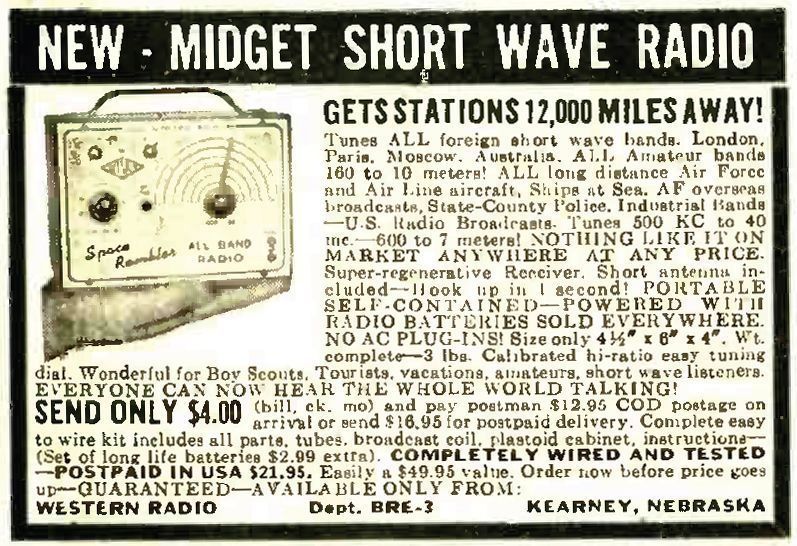 NEW - MIDGET SHORT WAVE RADIO
GETS STATIONS 12,000 MILES AWAY!
Tunes ALL foreign short wave bands. London,
Paris, Moscow, Australia. ALL Amateur bands
160 to 10 meters! ALL long distance Air Force
and Air Line aircraft, Ships at Sea. AF overseas
broadcasts, State-County Police. Industrial Bands
—U.S. Radio Broadcasts. Tunes 500 KC to 40
mc.—600 to 7 meters! NOTHING LIKE IT ON
MARKET ANYWHERE AT ANY PRICE.
Super-regenerative Receiver. Short antenna in-
cluded—Hook up in 1 second! PORTABLE
SELF-CONTAINED—POWERED WITH
RADIO BATTERIES SOLD EVERYWHERE.
NO AC PLUG-INS! Size only 4½" x 6" x 4". Wt.
complete—3 lbs. Calibrated hi-ratio easy tuning
dial. Wonderful for Boy Scouts, Tourists, vacations, amateurs, short wave listeners.
EVERYONE CAN NOW HEAR THE WHOLE WORLD TALKING!
SEND ONLY $4.00 (bill, ck, mo) and pay postman $12.95 COD postage on
arrival or send $16.95 for postpaid delivery. Complete easy
to wire kit includes all parts, tubes, broadcast coil, plastoid cabinet, instructions—
(Set of long life batteries $2.99 extra). COMPLETELY WIRED AND TESTED
—POSTPAID IN USA $21.95. Easily a $49.95 value. Order now before price goes
up—GUARANTEED—AVAILABLE ONLY FROM:
WESTERN RADIO Dept. BRE-3 KEARNEY, NEBRASKA
Space Rambler
ALL BAND
RADIO